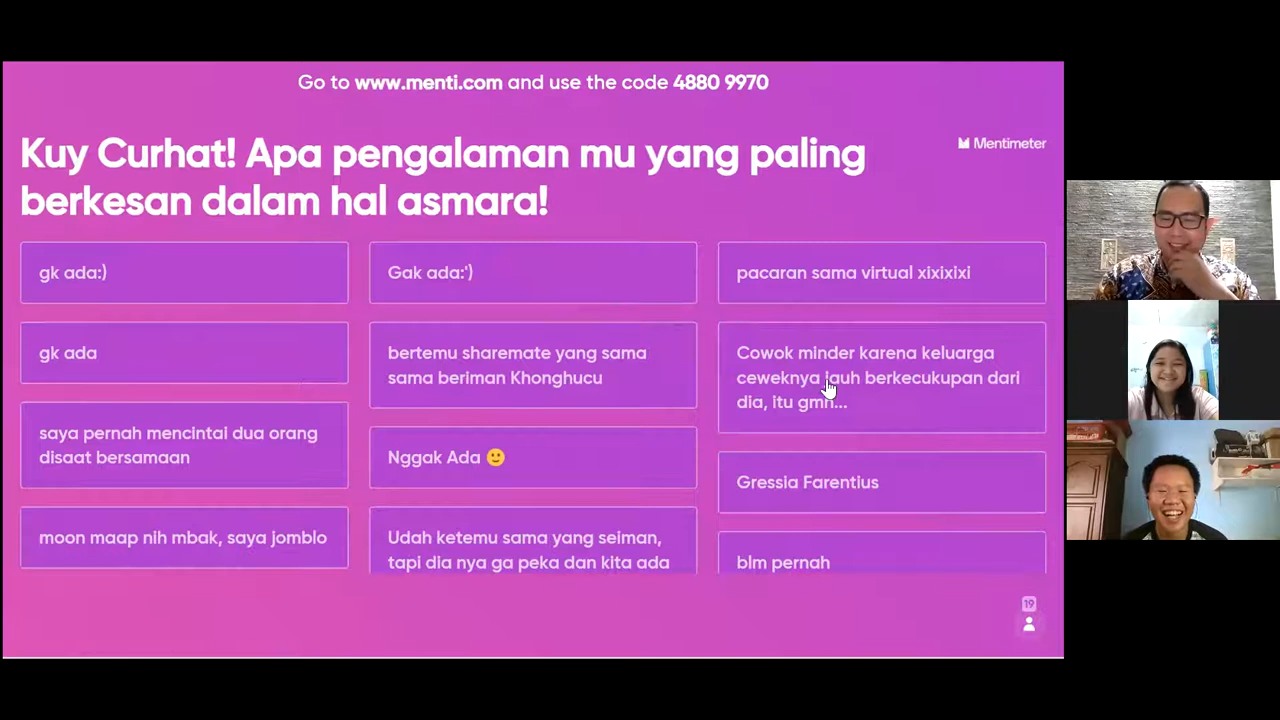 Go to www.menti.com and use the code 4880 9970
Kuy Curhat! Apa pengalaman mu yang paling
berkesan dalam hal asmara!
Mentimeter
gk ada:)
gk ada
saya pernah mencintai dua orang
disaat bersamaan
moon maap nih mbak, saya jomblo
Gak ada:')
bertemu sharemate yang sama
sama beriman Khonghucu
Nggak Ada 🙂
Udah ketemu sama yang seiman,
tapi dia nya ga peka dan kita ada
pacaran sama virtual xixixixi
Cowok minder karena keluarga
ceweknya jauh berkecukupan dari
dia, itu gmn...
Gressia Farentius
blm pernah
19